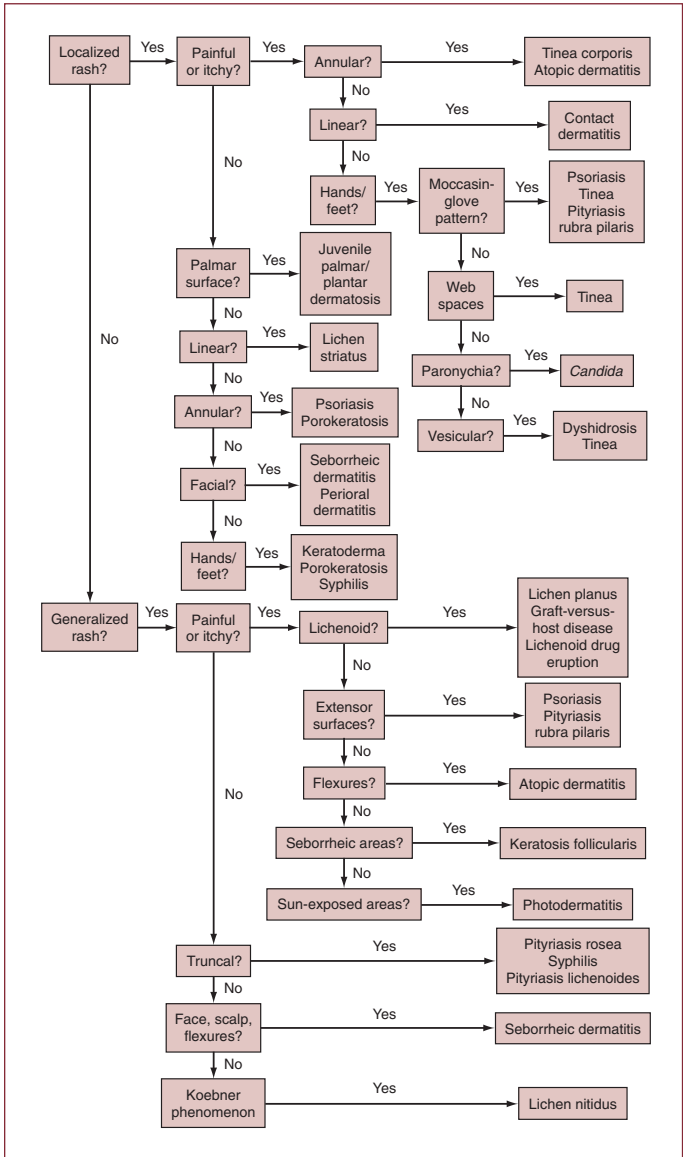 Localized
rash?
Yes
Painful
or itchy?
Yes
Annular?
Yes
Tinea corporis
Atopic dermatitis
No
Linear?
Yes
Contact
dermatitis
No
Hands/
feet?
Yes
Moccasin-
glove
pattern?
Yes
Psoriasis
Tinea
Pityriasis
rubra pilaris
No
Web
spaces
Yes
Tinea
No
Paronychia?
Yes
Candida
No
Vesicular?
Yes
Dyshidrosis
Tinea
No
Palmar
surface?
Yes
Juvenile
palmar/
plantar
dermatosis
No
Linear?
Yes
Lichen
striatus
No
Annular?
Yes
Psoriasis
Porokeratosis
No
Facial?
Yes
Seborrheic
dermatitis
Perioral
dermatitis
No
Hands/
feet?
Yes
Keratoderma
Porokeratosis
Syphilis
No
Generalized
rash?
Yes
Painful
or itchy?
Yes
Lichenoid?
Yes
Lichen planus
Graft-versus-
host disease
Lichenoid drug
eruption
No
Extensor
surfaces?
Yes
Psoriasis
Pityriasis
rubra pilaris
No
Flexures?
Yes
Atopic dermatitis
No
Seborrheic areas?
Yes
Keratosis follicularis
No
Sun-exposed areas?
Yes
Photodermatitis
No
Truncal?
Yes
Pityriasis rosea
Syphilis
Pityriasis lichenoides
No
Face, scalp,
flexures?
Yes
Seborrheic dermatitis
No
Koebner
phenomenon
Yes
Lichen nitidus